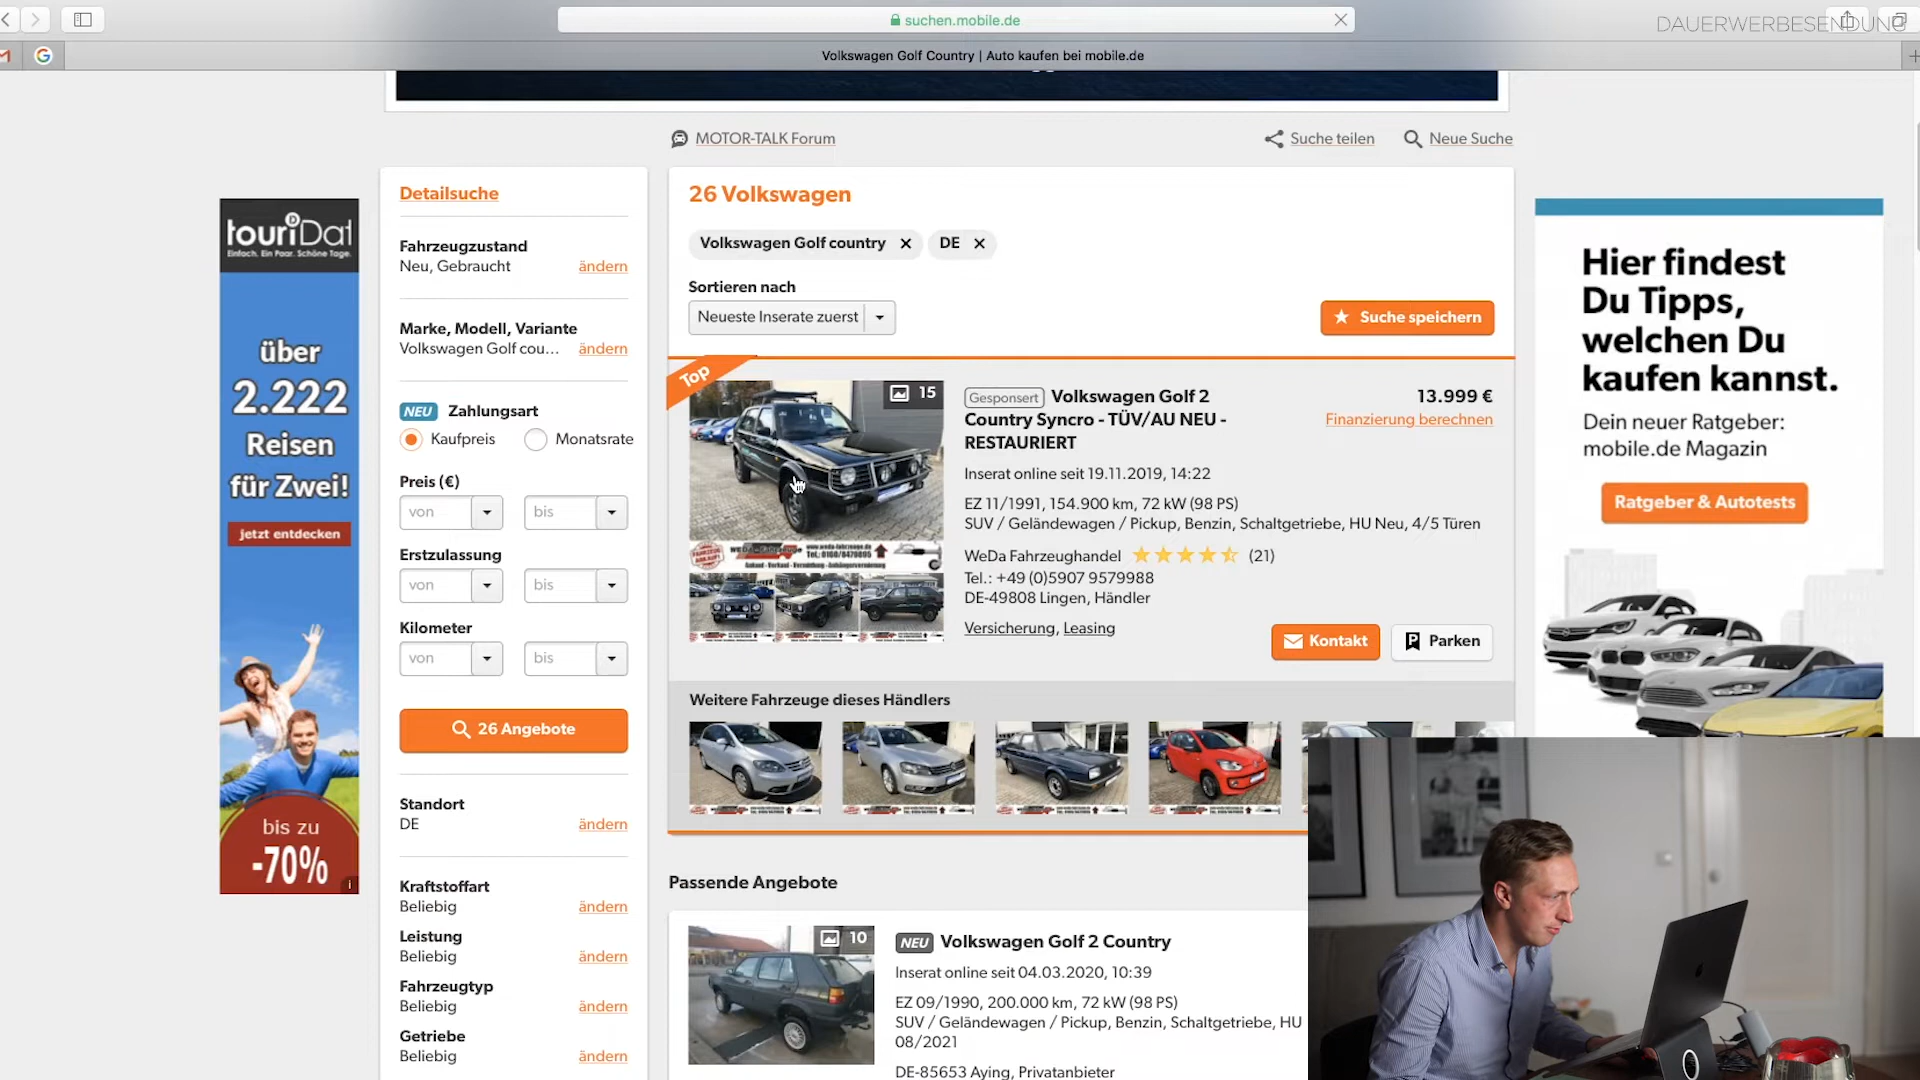 suchen.mobile.de
DAUERWERBESENDUNG
Volkswagen Golf Country | Auto kaufen bei mobile.de
MOTOR-TALK Forum
Suche teilen
Neue Suche
Detailsuche
Fahrzeugzustand
Neu, Gebraucht
ändern
Marke, Modell, Variante
Volkswagen Golf cou...
ändern
NEU Zahlungsart
Kaufpreis
Monatsrate
Preis (€)
von
bis
Erstzulassung
von
bis
Kilometer
von
bis
26 Angebote
Standort
DE
ändern
Kraftstoffart
Beliebig
ändern
Leistung
Beliebig
ändern
Fahrzeugtyp
Beliebig
ändern
Getriebe
Beliebig
ändern
26 Volkswagen
Volkswagen Golf country
DE
Sortieren nach
Neueste Inserate zuerst
Suche speichern
Top
15
Gesponsert Volkswagen Golf 2
Country Syncro - TÜV/AU NEU -
RESTAURIERT
13.999 €
Finanzierung berechnen
Inserat online seit 19.11.2019, 14:22
EZ 11/1991, 154.900 km, 72 kW (98 PS)
SUV / Geländewagen / Pickup, Benzin, Schaltgetriebe, HU Neu, 4/5 Türen
WeDa Fahrzeughandel
(21)
Tel.: +49 (0)5907 9579988
DE-49808 Lingen, Händler
Versicherung, Leasing
Kontakt
Parken
Weitere Fahrzeuge dieses Händlers
Passende Angebote
10
NEU Volkswagen Golf 2 Country
Inserat online seit 04.03.2020, 10:39
EZ 09/1990, 200.000 km, 72 kW (98 PS)
SUV / Geländewagen / Pickup, Benzin, Schaltgetriebe, HU
08/2021
DE-85653 Aying, Privatanbieter
touriDat
Einfach. Ein Paar. Schöne Tage.
über
2.222
Reisen
für Zwei!
jetzt entdecken
bis zu
-70%
Hier findest
Du Tipps,
welchen Du
kaufen kannst.
Dein neuer Ratgeber:
mobile.de Magazin
Ratgeber & Autotests